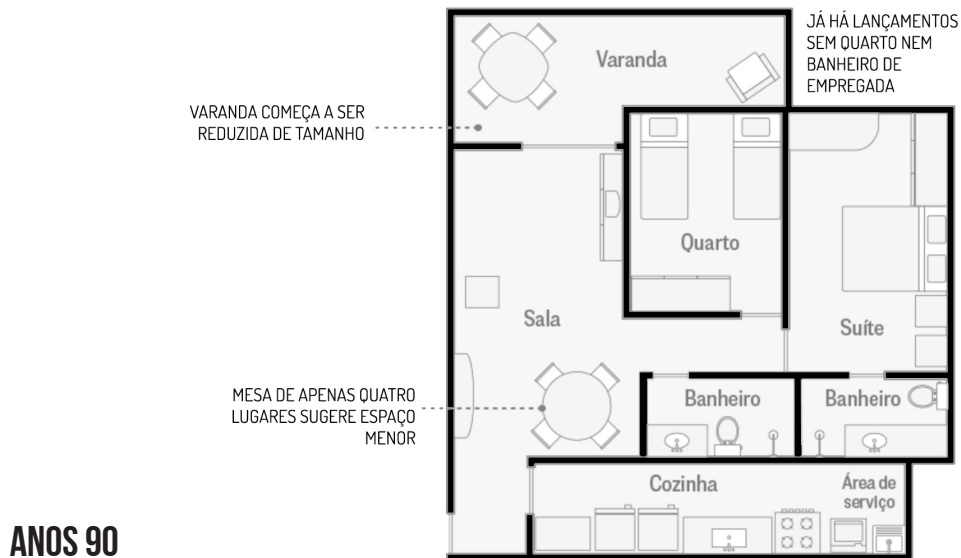 JÁ HÁ LANÇAMENTOS
SEM QUARTO NEM
BANHEIRO DE
EMPREGADA
Varanda
VARANDA COMEÇA A SER
REDUZIDA DE TAMANHO
Quarto
Sala
Suíte
MESA DE APENAS QUATRO
LUGARES SUGERE ESPAÇO
MENOR
Banheiro
Banheiro
Cozinha
Área de
serviço
ANOS 90